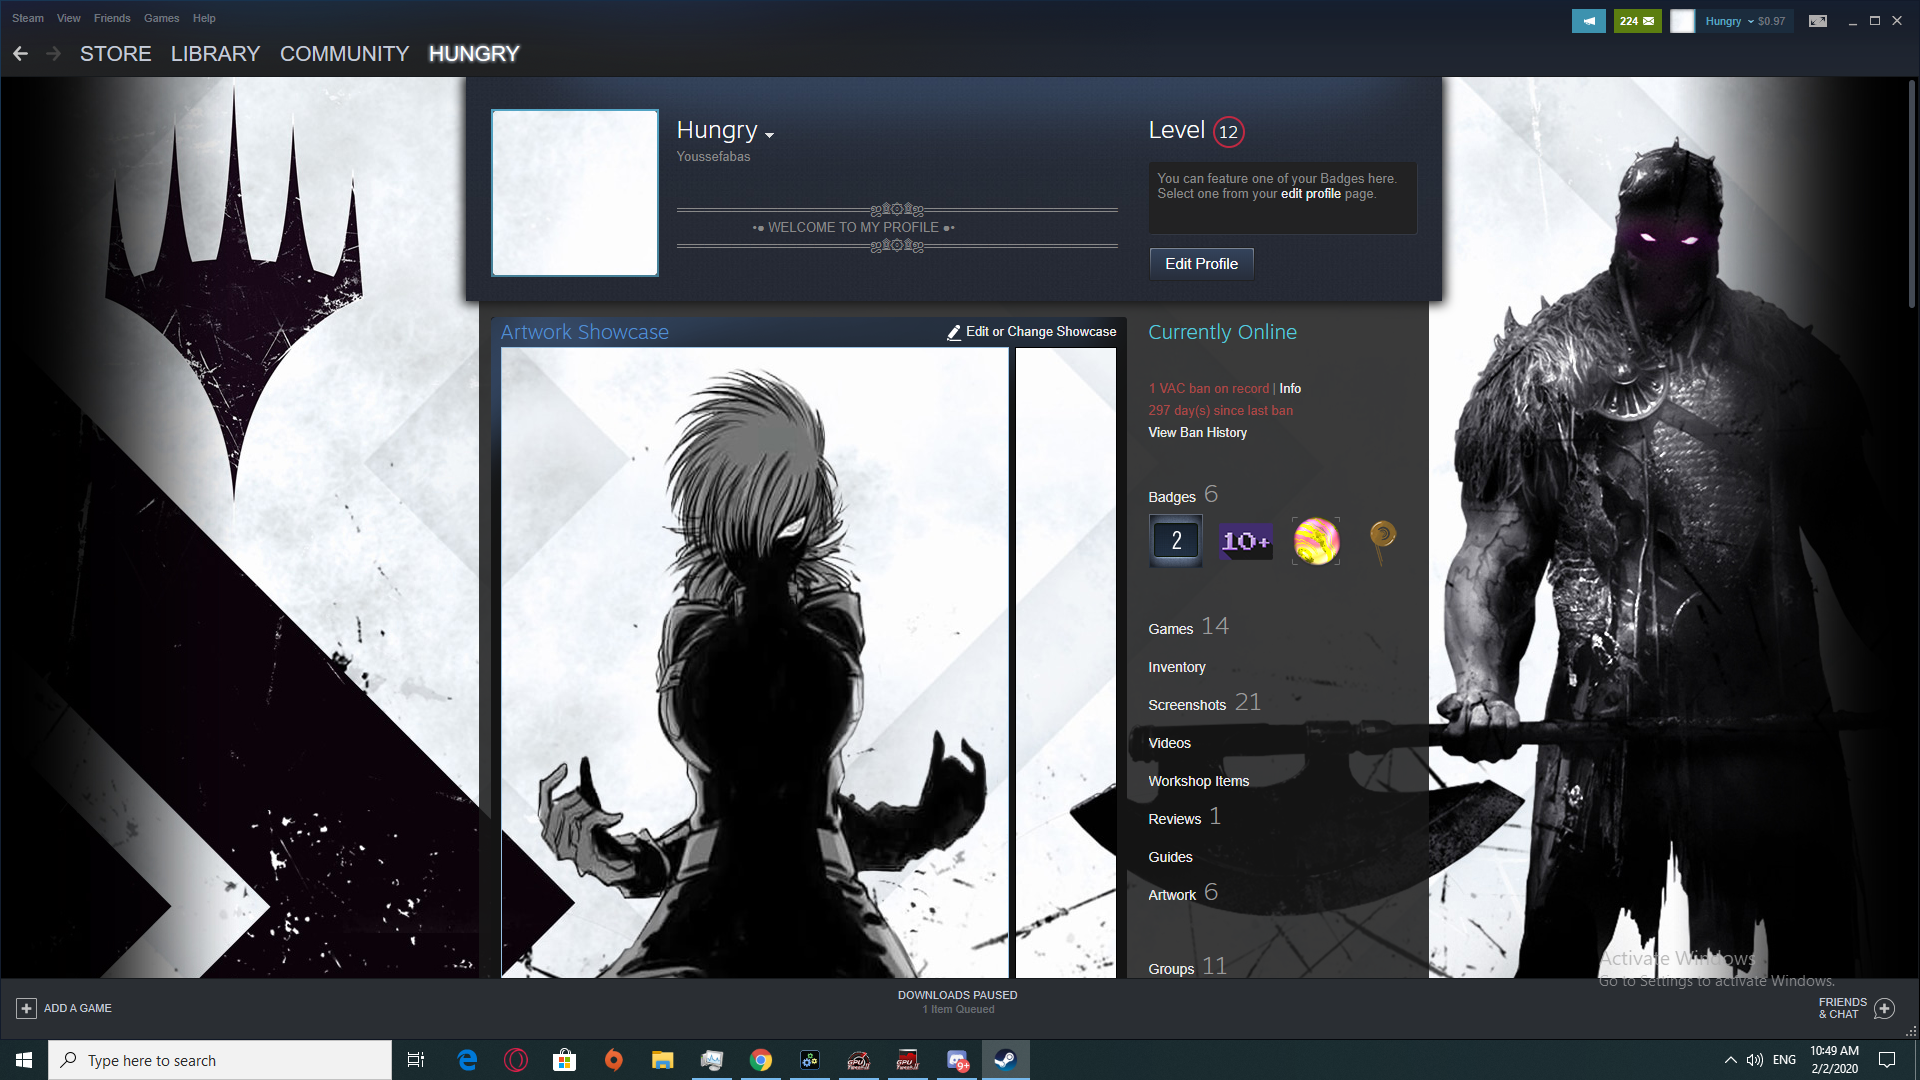 Steam View Friends Games Help
224
Hungry $0.97
STORE LIBRARY COMMUNITY HUNGRY
Hungry
Youssefabas
•● WELCOME TO MY PROFILE ●•
Level 12
You can feature one of your Badges here.
Select one from your edit profile page.
Edit Profile
Artwork Showcase
Edit or Change Showcase
Currently Online
1 VAC ban on record | Info
297 day(s) since last ban
View Ban History
Badges 6
2
10+
Games 14
Inventory
Screenshots 21
Videos
Workshop Items
Reviews 1
Guides
Artwork 6
Groups 11
Activate Windows
Go to Settings to activate Windows.
ADD A GAME
DOWNLOADS PAUSED
1 Item Queued
FRIENDS
& CHAT
Type here to search
GPU
GPU
9+
ENG
10:49 AM
2/2/2020